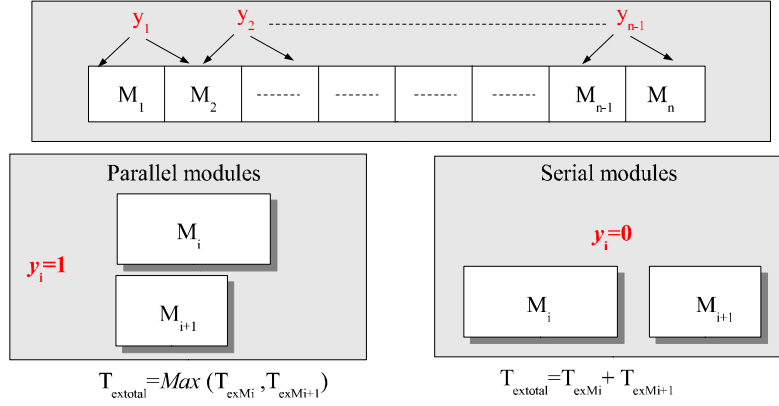 y1 y2 yn-1
M1 M2 Mn-1 Mn
Parallel modules
Mi
yi=1
Mi+1
Textotal=Max (TexMi ,TexMi+1)
Serial modules
yi=0
Mi Mi+1
Textotal=TexMi+ TexMi+1